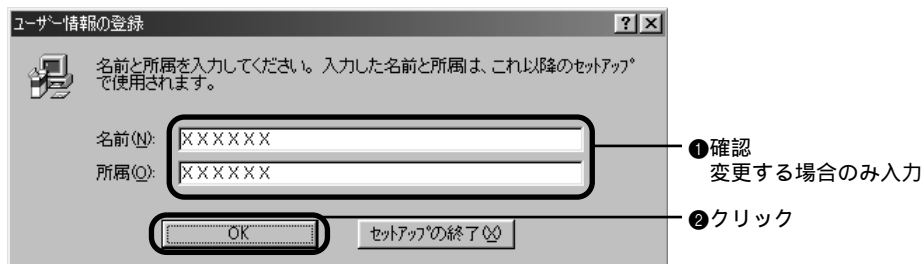 ユーザー情報の登録
名前と所属を入力してください。入力した名前と所属は、これ以降のセットアップ
で使用されます。
名前(N): XXXXXX
所属(O): XXXXXX
❶確認
変更する場合のみ入力
OK
セットアップの終了(X)
❷クリック